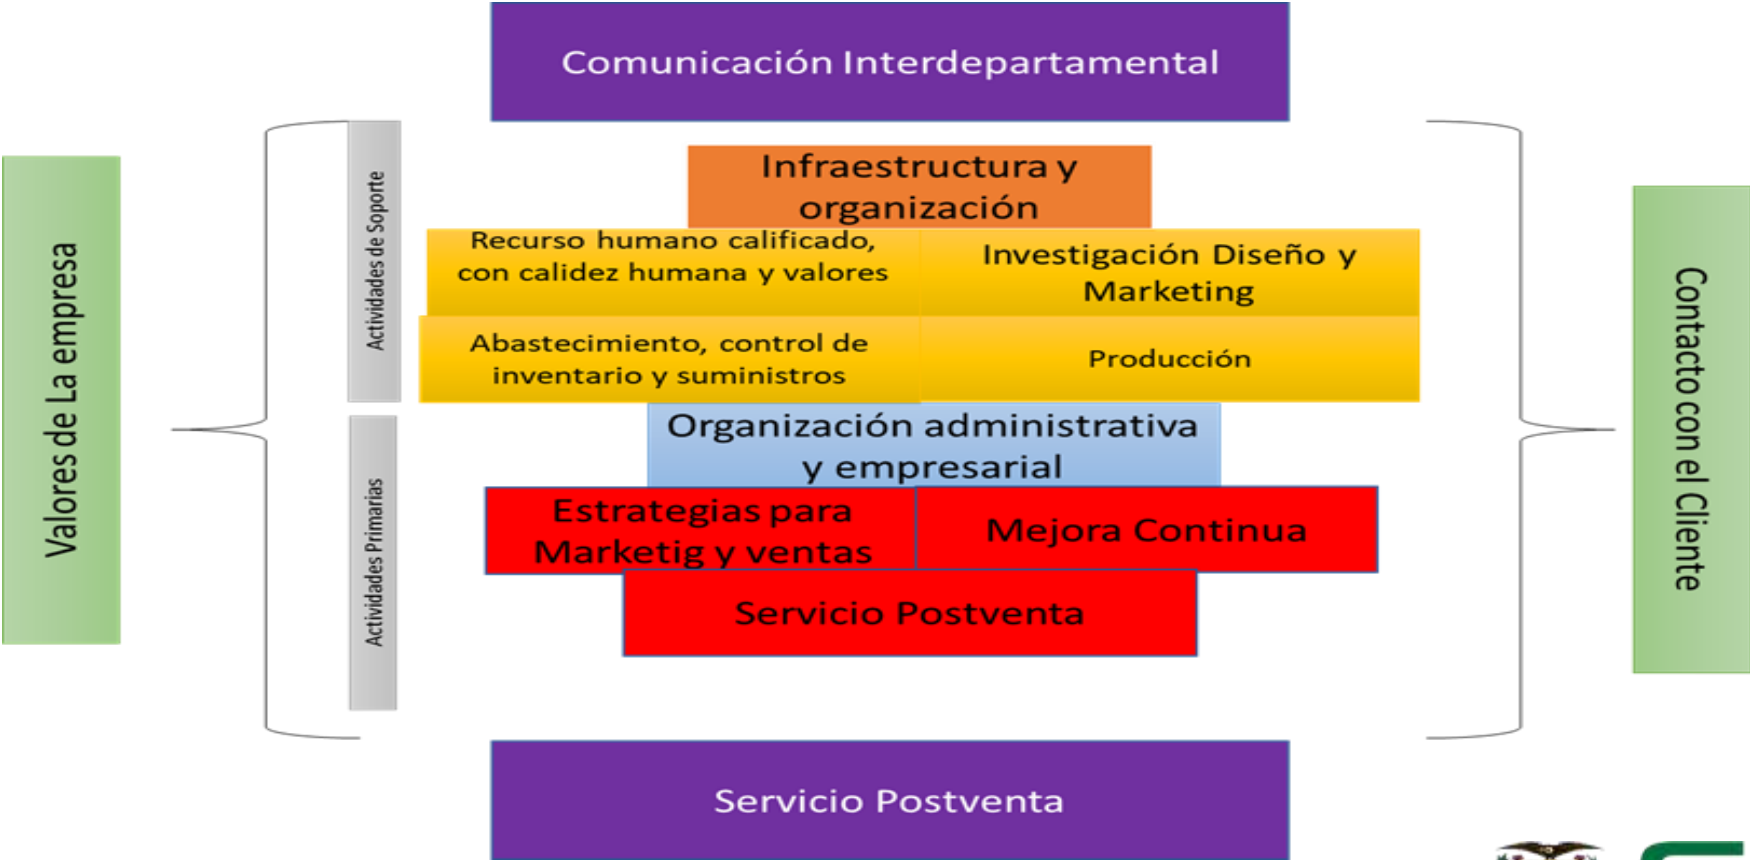 Comunicación Interdepartamental
Valores de La empresa
Actividades de Soporte
Infraestructura y
organización
Recurso humano calificado,
con calidez humana y valores
Investigación Diseño y
Marketing
Abastecimiento, control de
inventario y suministros
Producción
Actividades Primarias
Organización administrativa
y empresarial
Estrategias para
Marketig y ventas
Mejora Continua
Servicio Postventa
Contacto con el Cliente
Servicio Postventa